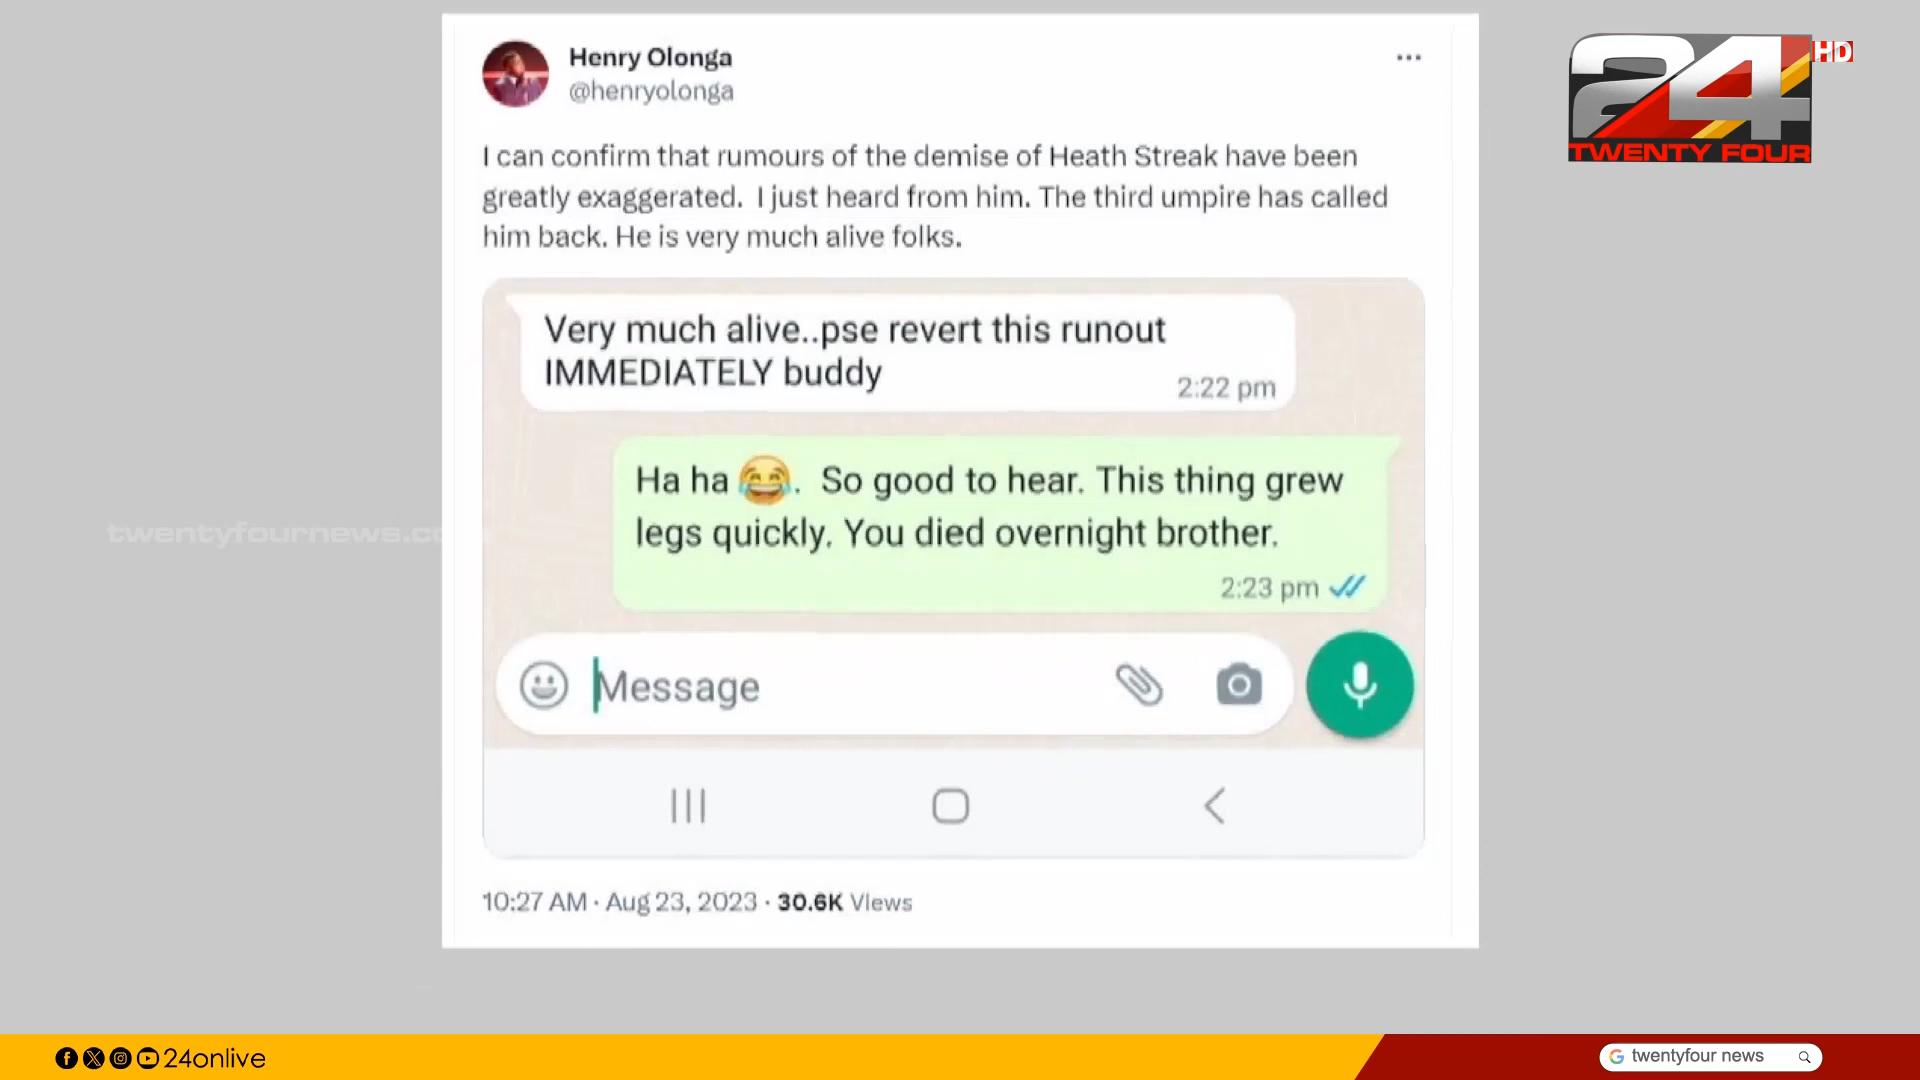 Henry Olonga
@henryolonga
I can confirm that rumours of the demise of Heath Streak have been
greatly exaggerated. I just heard from him. The third umpire has called
him back. He is very much alive folks.
Very much alive..pse revert this runout
IMMEDIATELY buddy
2:22 pm
Ha ha 😂. So good to hear. This thing grew
legs quickly. You died overnight brother.
2:23 pm
Message
10:27 AM · Aug 23, 2023 · 30.6K Views
24
HD
TWENTY FOUR
twentyfournews.co
24onlive
twentyfour news